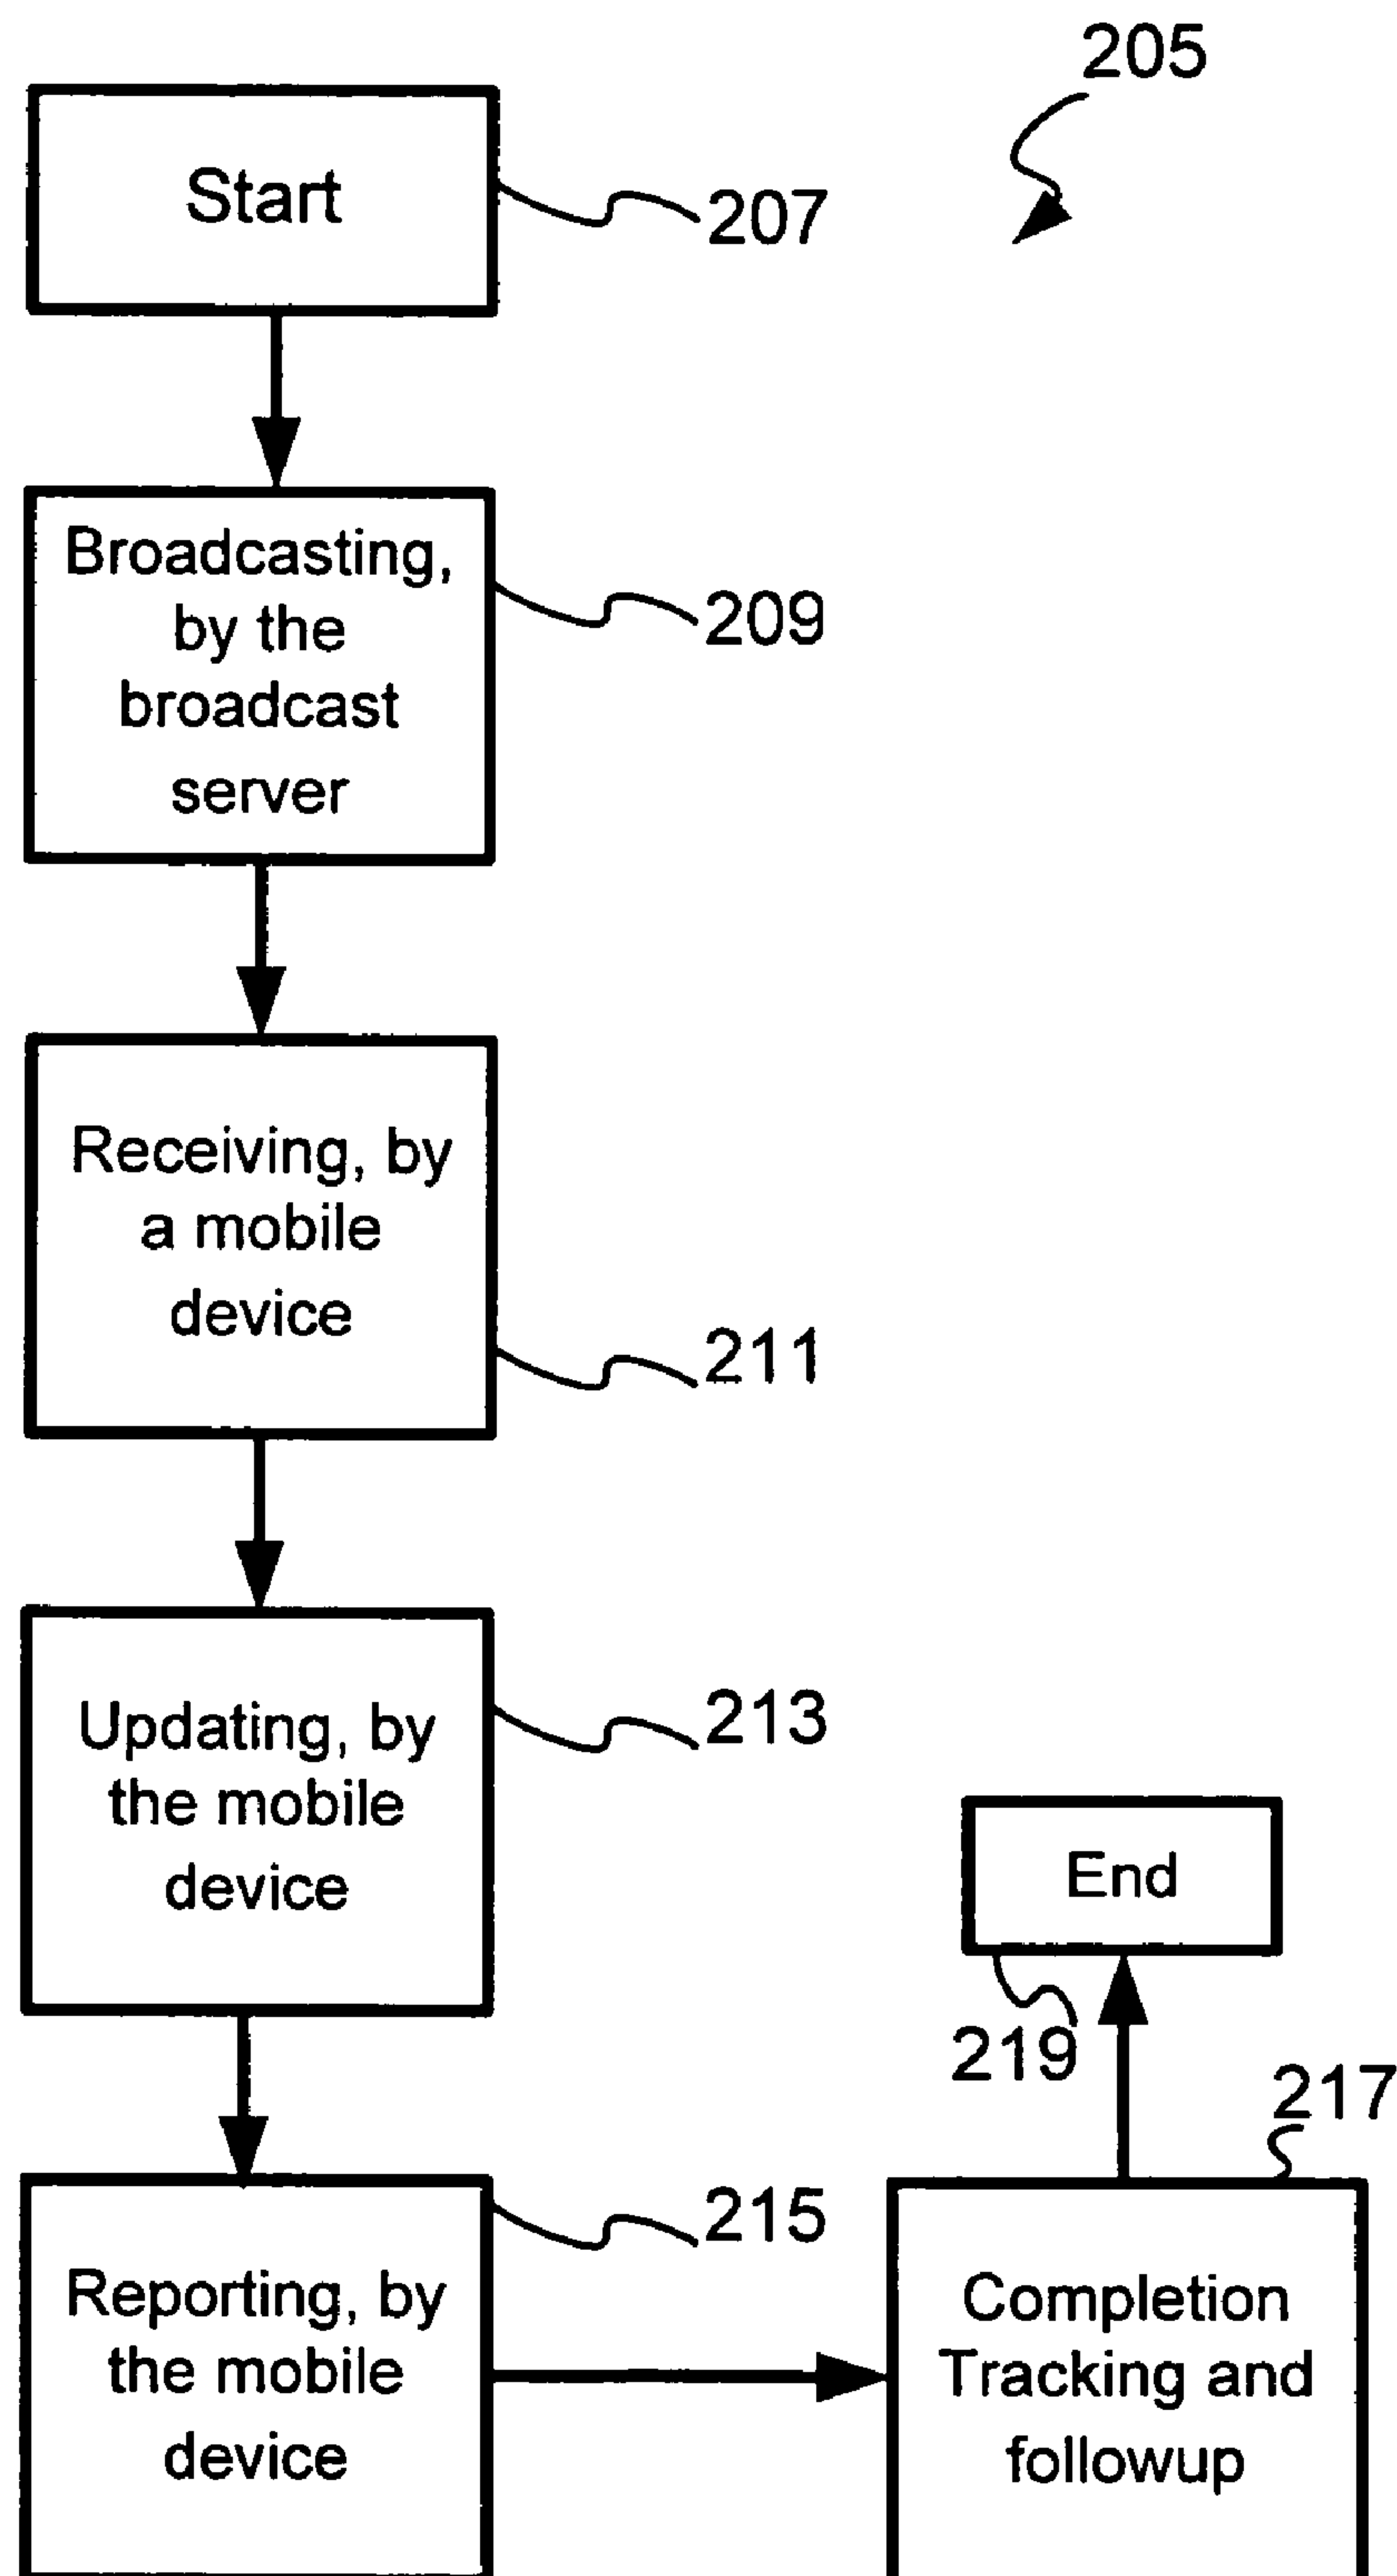 205
Start
207
Broadcasting,
by the
broadcast
server
209
Receiving, by
a mobile
device
211
Updating, by
the mobile
device
213
End
219
217
Reporting, by
the mobile
device
215
Completion
Tracking and
followup